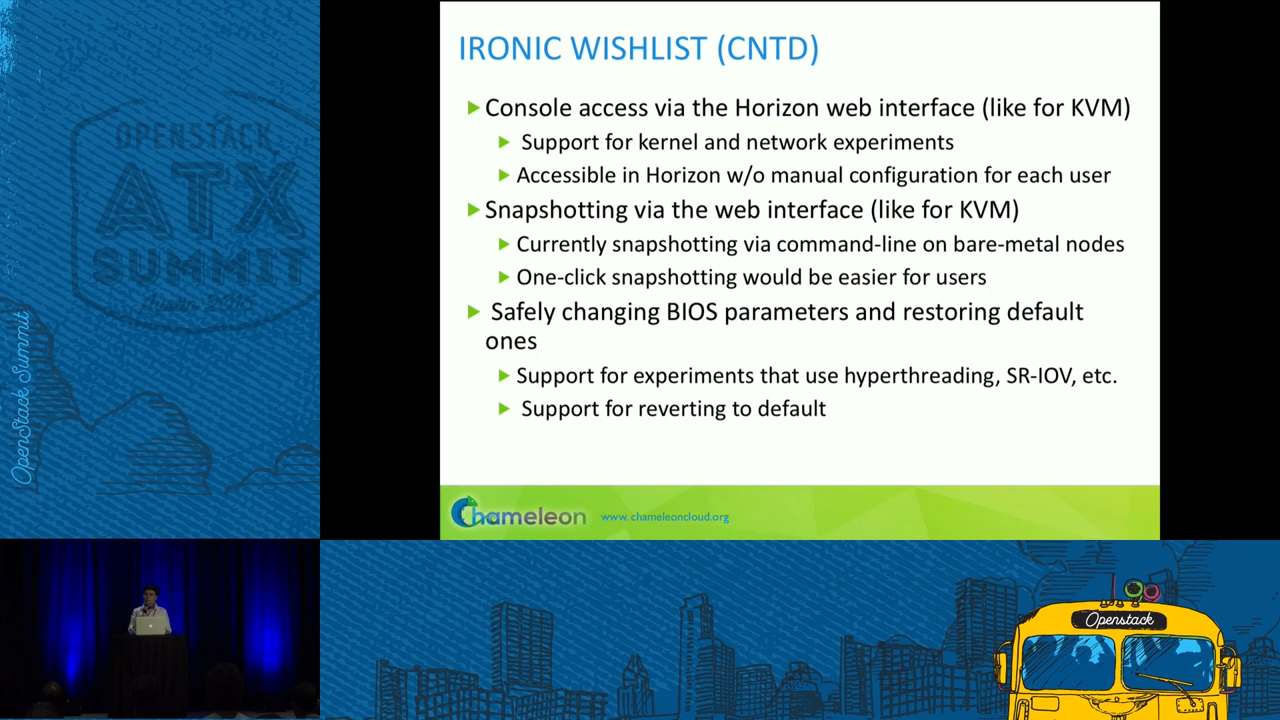 IRONIC WISHLIST (CNTD)
Console access via the Horizon web interface (like for KVM)
Support for kernel and network experiments
Accessible in Horizon w/o manual configuration for each user
Snapshotting via the web interface (like for KVM)
Currently snapshotting via command-line on bare-metal nodes
One-click snapshotting would be easier for users
Safely changing BIOS parameters and restoring default
ones
Support for experiments that use hyperthreading, SR-IOV, etc.
Support for reverting to default
Chameleon
www. chameleoncloud.org
OPENSTACK
ATX
SUMMIT
OpenStack Summit
Openstack